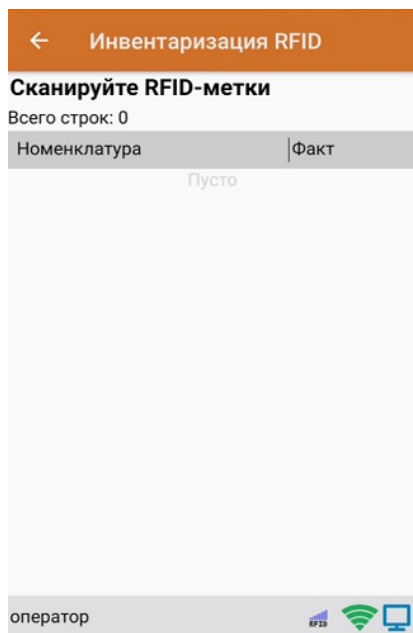 Инвентаризация RFID
Сканируйте RFID-метки
Всего строк: 0
Номенклатура Факт
Пусто
оператор RFID